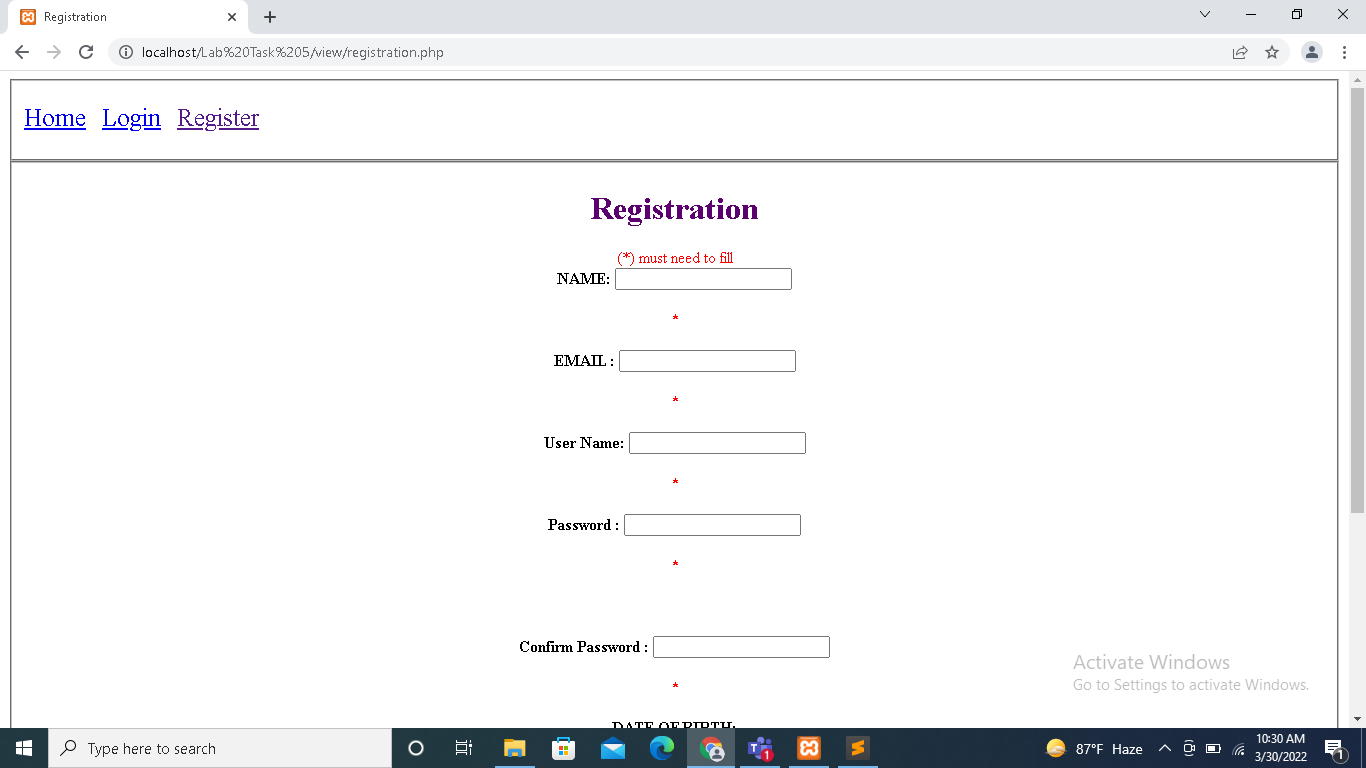 Registration
localhost/Lab%20Task%205/view/registration.php
Home Login Register
Registration
(*) must need to fill
NAME:
*
EMAIL :
*
User Name:
*
Password :
*
Confirm Password :
*
DATE OF BIRTH:
Activate Windows
Go to Settings to activate Windows.
Type here to search
1
87°F Haze
10:30 AM
3/30/2022
1